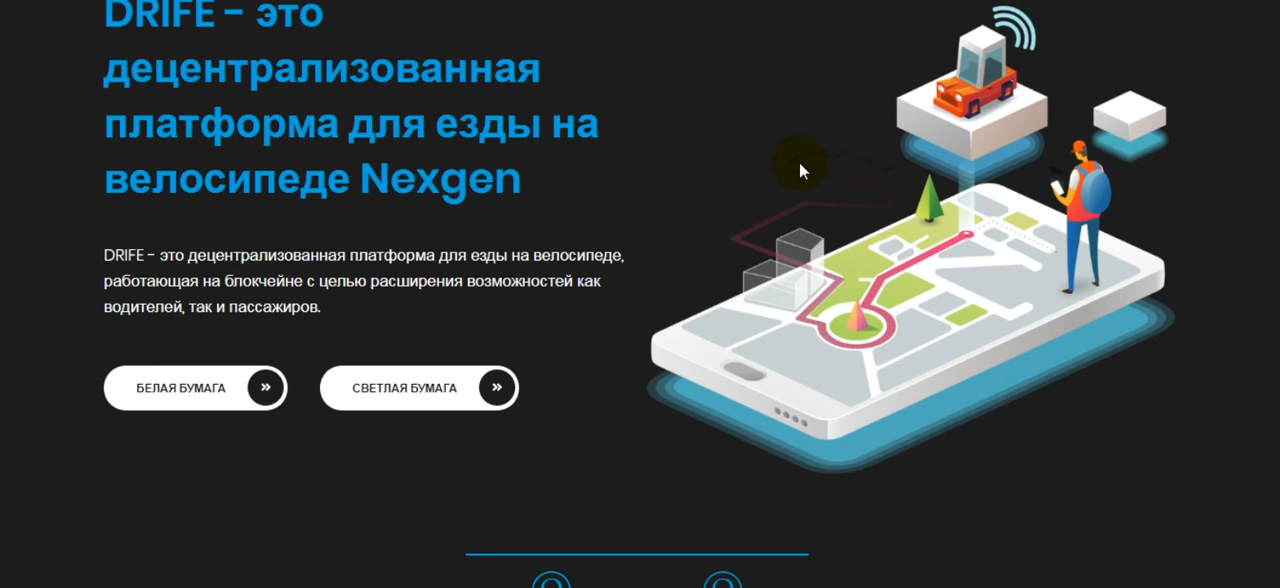 DRIFE - это
децентрализованная
платформа для езды на
велосипеде Nexgen
DRIFE - это децентрализованная платформа для езды на велосипеде,
работающая на блокчейне с целью расширения возможностей как
водителей, так и пассажиров.
БЕЛАЯ БУМАГА »
СВЕТЛАЯ БУМАГА »